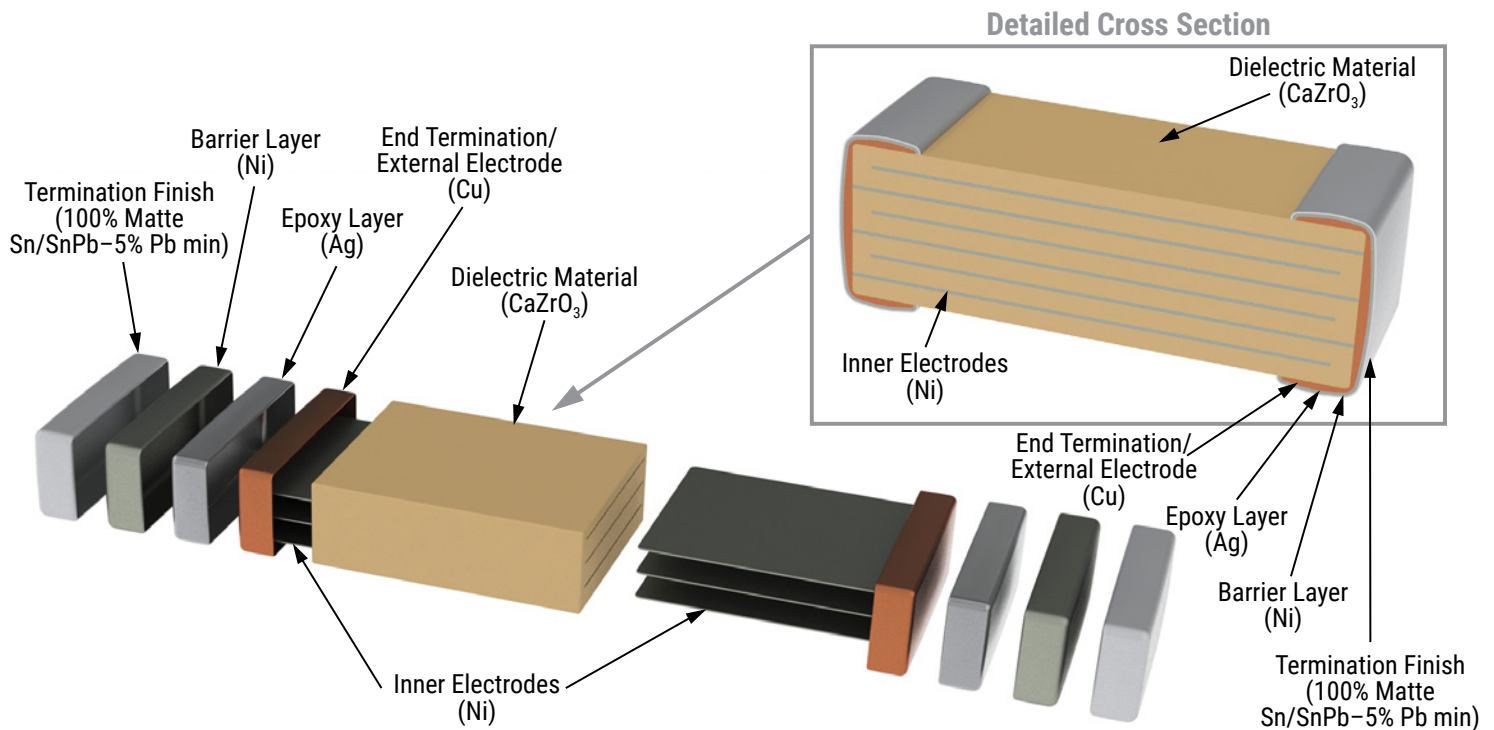 Detailed Cross Section
Dielectric Material
(CaZrO₃)
Barrier Layer
(Ni)
End Termination/
External Electrode
(Cu)
Termination Finish
(100% Matte
Sn/SnPb–5% Pb min)
Epoxy Layer
(Ag)
Dielectric Material
(CaZrO₃)
Inner Electrodes
(Ni)
End Termination/
External Electrode
(Cu)
Epoxy Layer
(Ag)
Barrier Layer
(Ni)
Termination Finish
(100% Matte
Sn/SnPb–5% Pb min)
Inner Electrodes
(Ni)